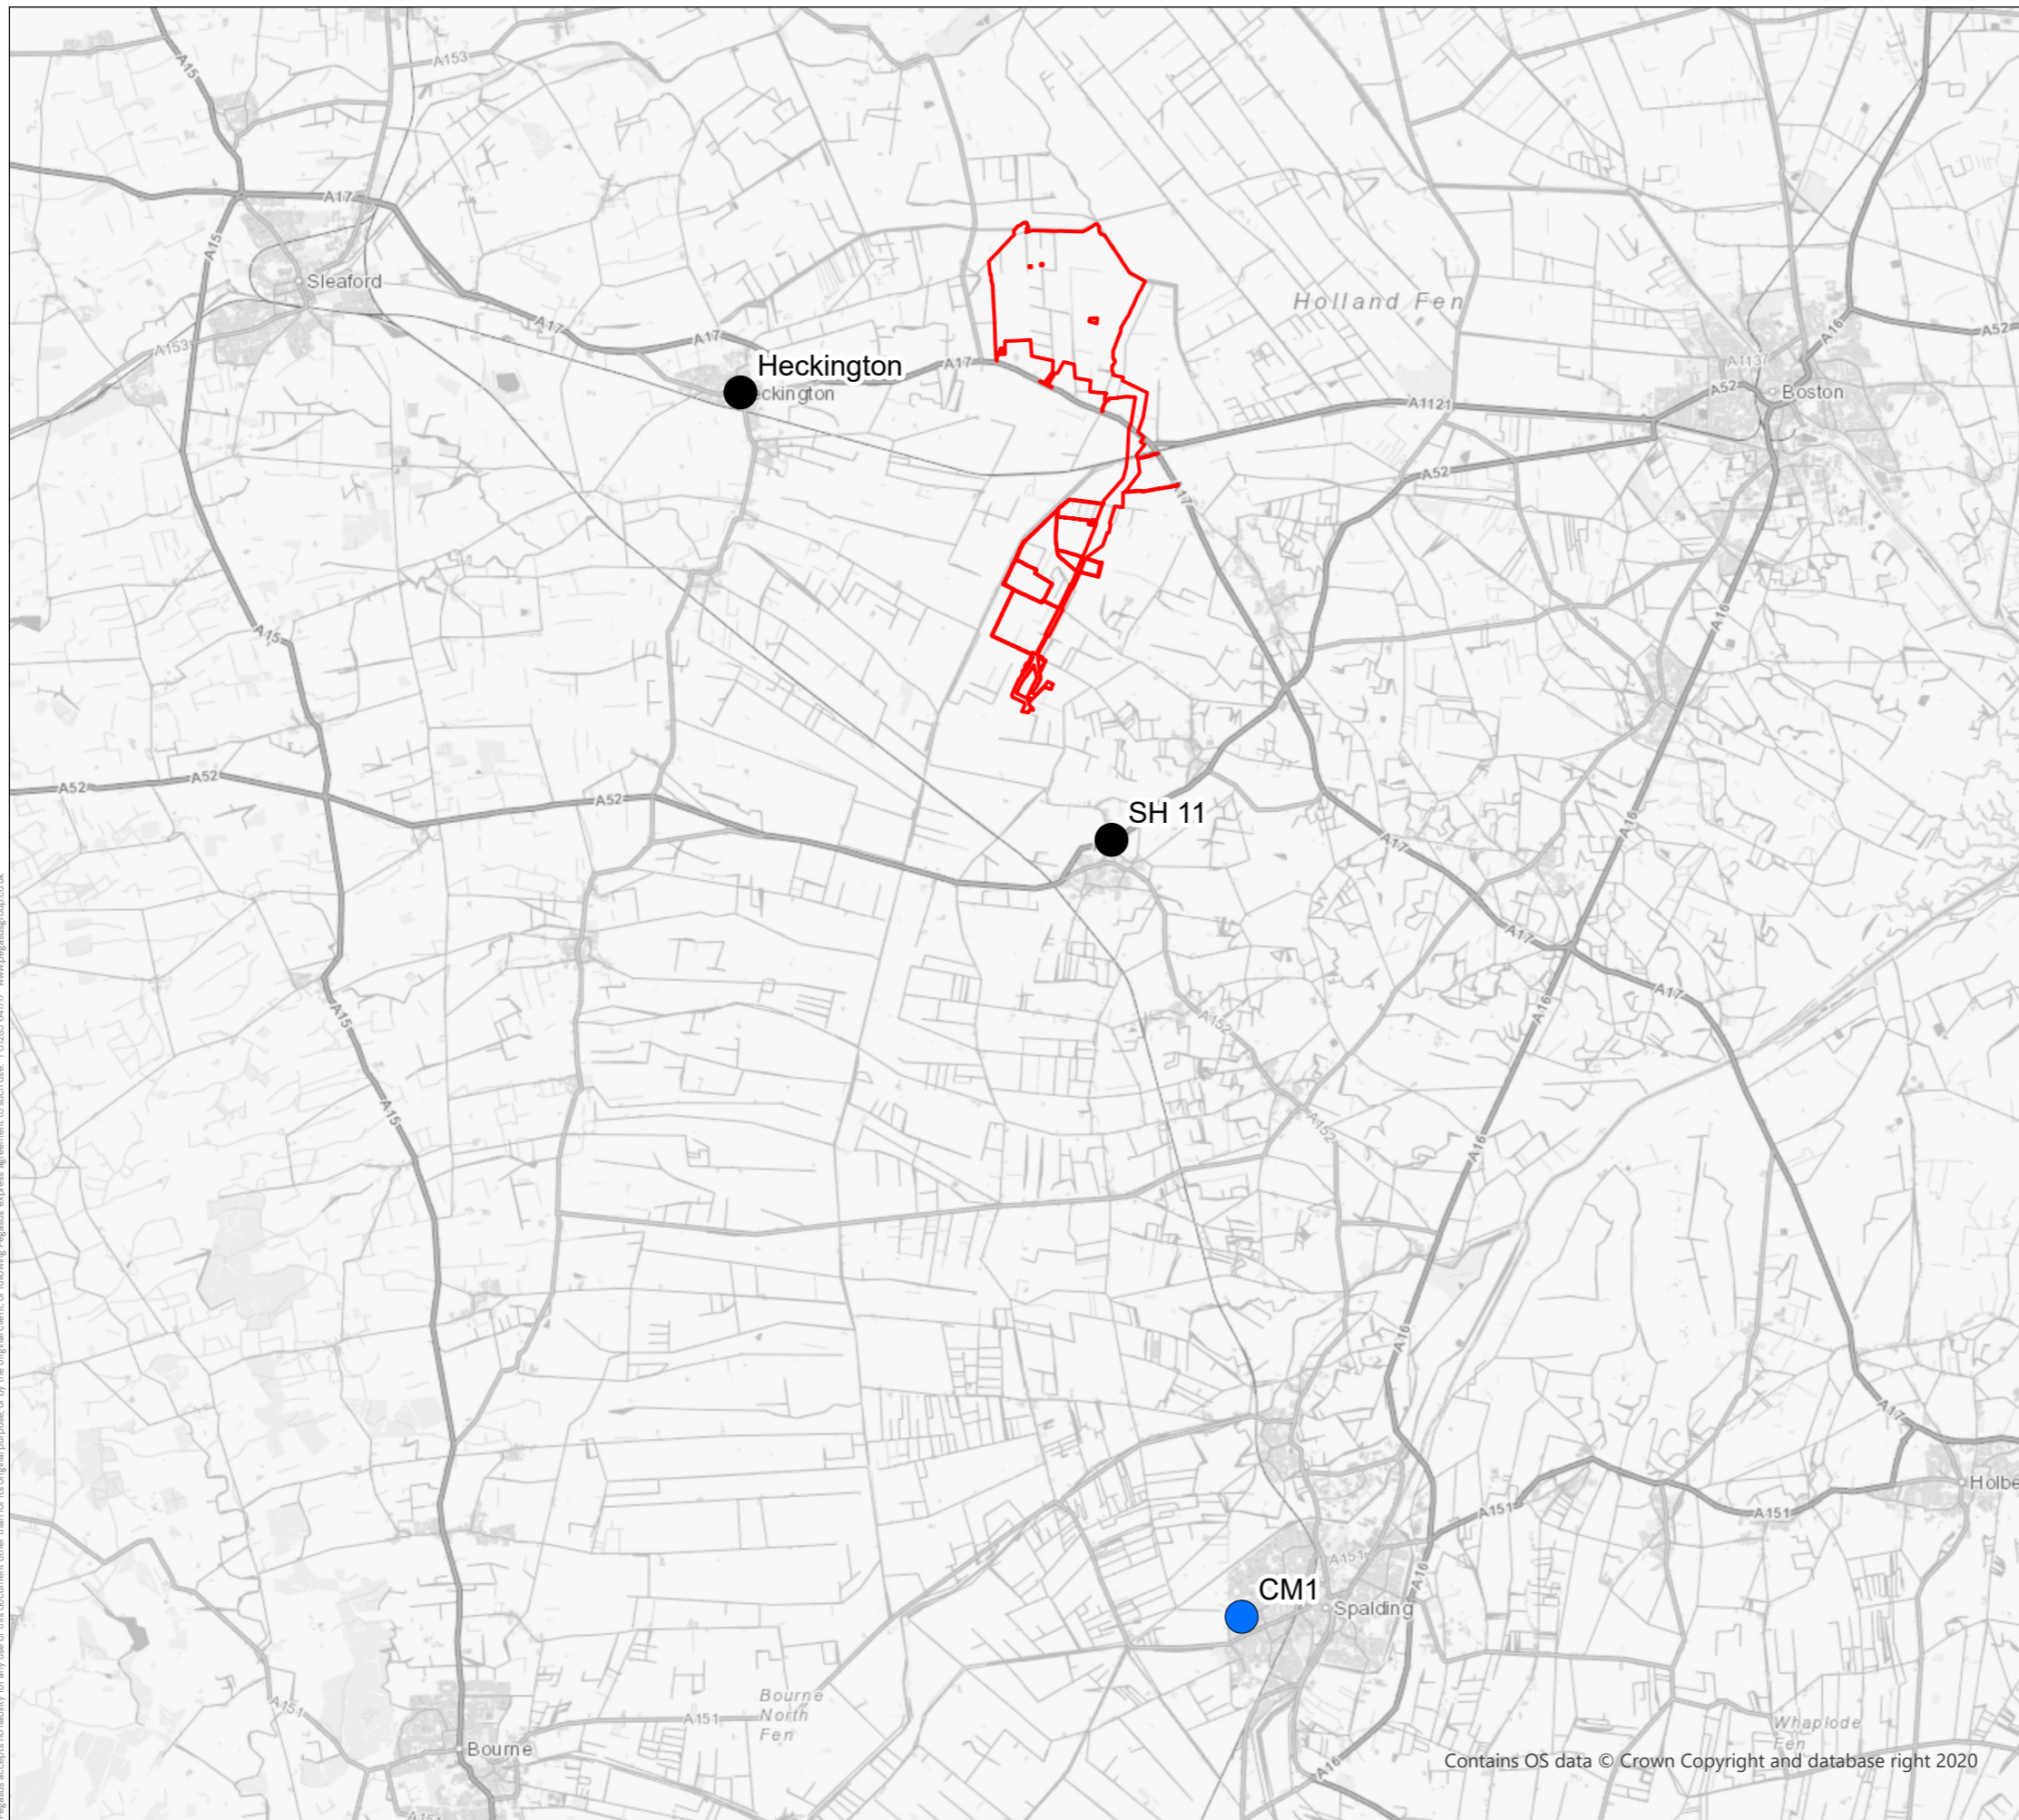 A15
A153
A17
A15
Sleaford
A153
A17
A17
Heckington
eckington
A17
Holland Fen
A16
A52
A1137
A52
Boston
A1121
A52
A17
A15
A16
A52
A52
A52
SH 11
A16
A17
A17
A17
A15
A152
A16
A15
A152
A16
A16
A17
Holbe
A151
A151
A151
CM1
Spalding
A16
A151
Bourne
North
Fen
A151
Bourne
Whaplode
Fen
A16
Contains OS data © Crown Copyright and database right 2020
A151